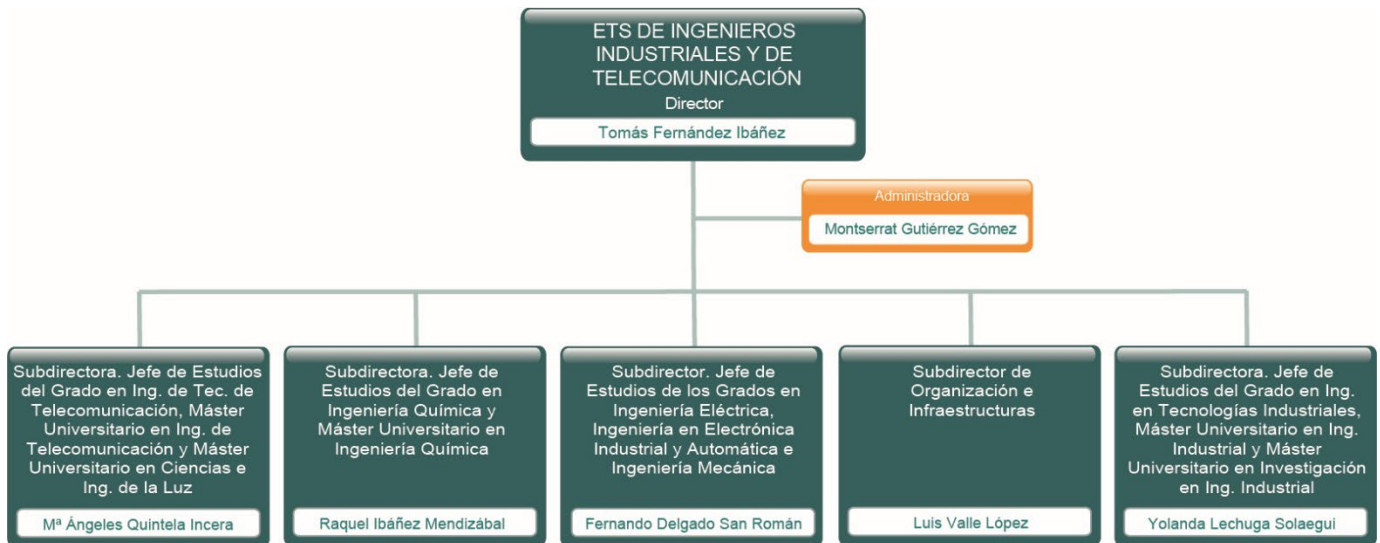 ETS DE INGENIEROS
INDUSTRIALES Y DE
TELECOMUNICACIÓN
Director
Tomás Fernández Ibáñez
Administradora
Montserrat Gutiérrez Gómez
Subdirectora. Jefe de Estudios
del Grado en Ing. de Tec. de
Telecomunicación, Máster
Universitario en Ing. de
Telecomunicación y Máster
Universitario en Ciencias e
Ing. de la Luz
Mª Ángeles Quintela Incera
Subdirectora. Jefe de
Estudios del Grado en
Ingeniería Química y
Máster Universitario en
Ingeniería Química
Raquel Ibáñez Mendizábal
Subdirector. Jefe de
Estudios de los Grados en
Ingeniería Eléctrica,
Ingeniería en Electrónica
Industrial y Automática e
Ingeniería Mecánica
Fernando Delgado San Román
Subdirector de
Organización e
Infraestructuras
Luis Valle López
Subdirectora. Jefe de
Estudios del Grado en Ing.
en Tecnologías Industriales,
Máster Universitario en Ing.
Industrial y Máster
Universitario en Investigación
en Ing. Industrial
Yolanda Lechuga Solaegui